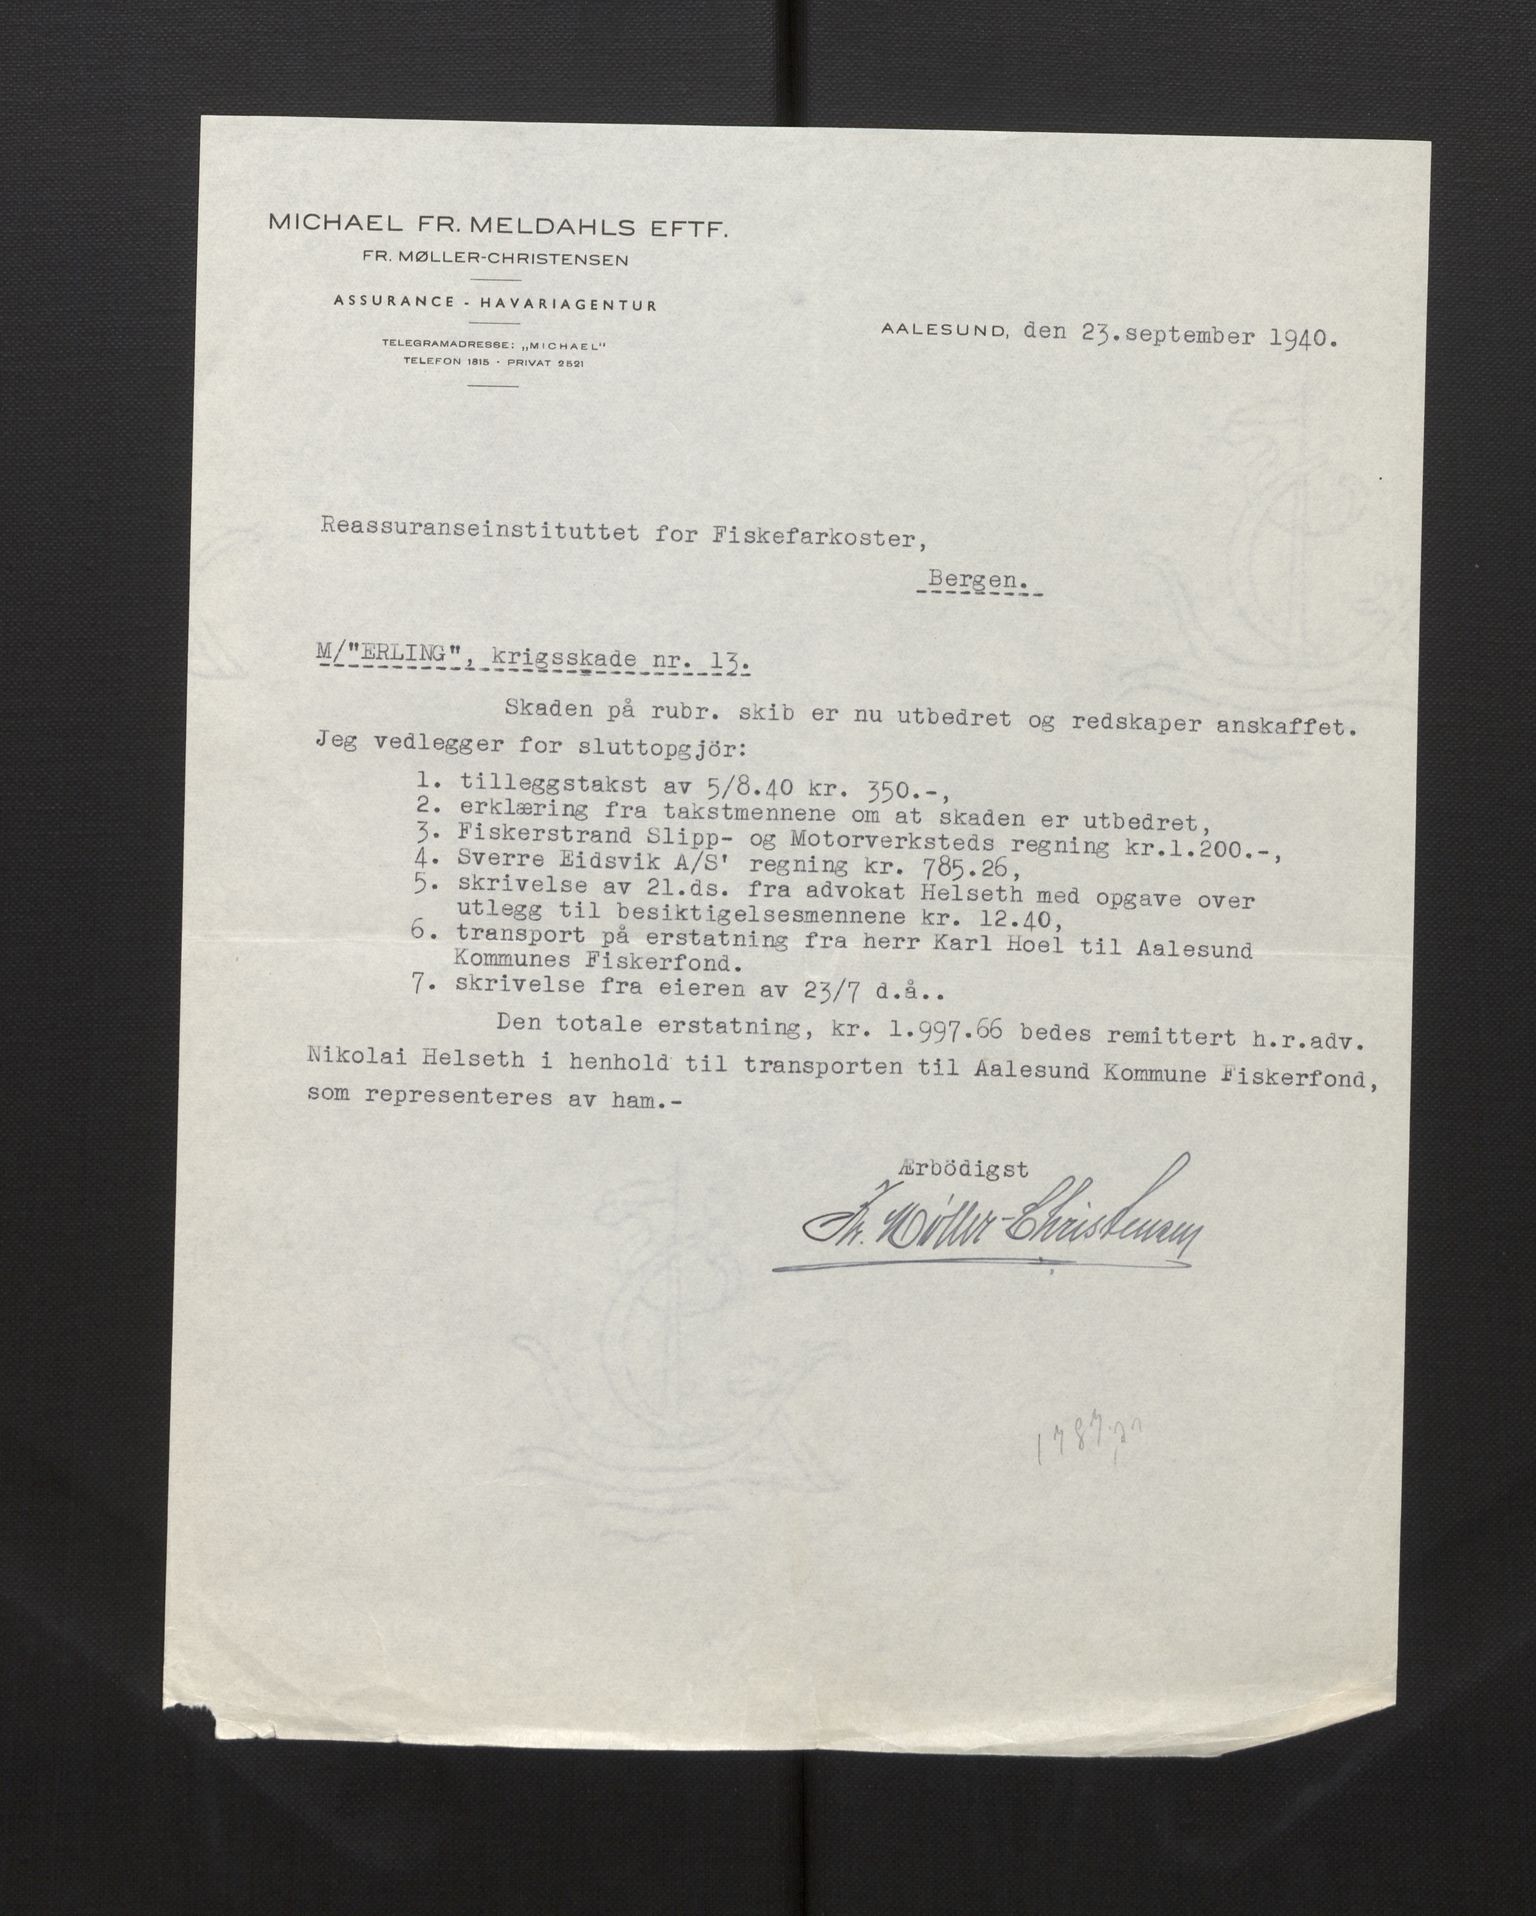 MICHAEL FR. MELDAHLS EFTF.
FR. MØLLER-CHRISTENSEN
ASSURANCE - HAVARIAGENTUR
TELEGRAMADRESSE: „MICHAEL"
TELEFON 1815 · PRIVAT 2521
AALESUND, den 23.september 1940.
Reassuranseinstituttet for Fiskefarkoster,
Bergen.
M/"ERLING", krigsskade nr. 13.
Skaden på rubr. skib er nu utbedret og redskaper anskaffet.
Jeg vedlegger for sluttopgjör:
1. tilleggstakst av 5/8.40 kr. 350.-,
2. erklæring fra takstmennene om at skaden er utbedret,
3. Fiskerstrand Slipp- og Motorverksteds regning kr.1.200.-,
4. Sverre Eidsvik A/S' regning kr. 785.26,
5. skrivelse av 21.ds. fra advokat Helseth med opgave over
utlegg til besiktigelsesmennene kr. 12.40,
6. transport på erstatning fra herr Karl Hoel til Aalesund
Kommunes Fiskerfond.
7. skrivelse fra eieren av 23/7 d.å..
Den totale erstatning, kr. 1.997.66 bedes remittert h.r.adv.
Nikolai Helseth i henhold til transporten til Aalesund Kommune Fiskerfond,
som representeres av ham.-
Ærbödigst
Fr. Møller-Christensen